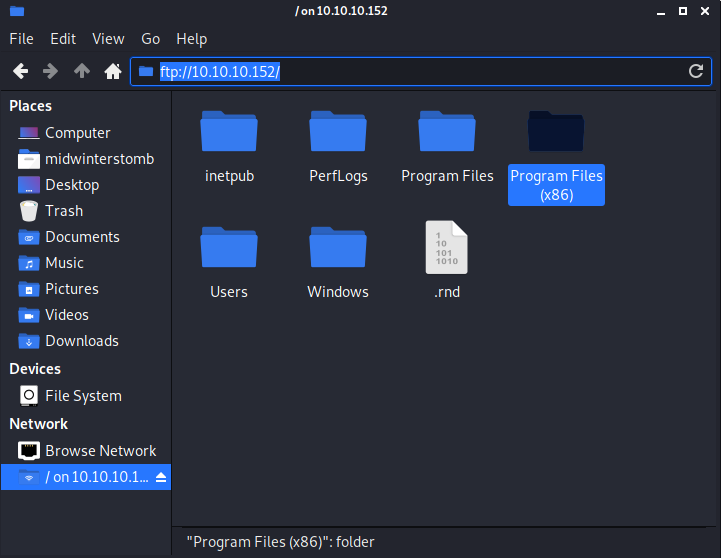 / on 10.10.10.152
File Edit View Go Help
ftp://10.10.10.152/
Places
Computer
midwinterstomb
Desktop
Trash
Documents
Music
Pictures
Videos
Downloads
Devices
File System
Network
Browse Network
/ on 10.10.10.1...
inetpub PerfLogs Program Files Program Files
(x86)
1
10
101
1010
Users Windows .rnd
"Program Files (x86)": folder